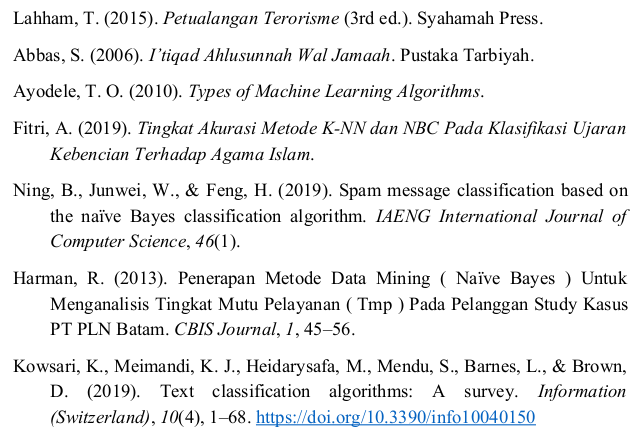 Lahham, T. (2015). Petualangan Terorisme (3rd ed.). Syahamah Press.
Abbas, S. (2006). I'tiqad Ahlusunnah Wal Jamaah. Pustaka Tarbiyah.
Ayodele, T. O. (2010). Types of Machine Learning Algorithms.
Fitri, A. (2019). Tingkat Akurasi Metode K-NN dan NBC Pada Klasifikasi Ujaran
Kebencian Terhadap Agama Islam.
Ning, B., Junwei, W., & Feng, H. (2019). Spam message classification based on
the naïve Bayes classification algorithm. IAENG International Journal of
Computer Science, 46(1).
Harman, R. (2013). Penerapan Metode Data Mining ( Naïve Bayes ) Untuk
Menganalisis Tingkat Mutu Pelayanan ( Tmp ) Pada Pelanggan Study Kasus
PT PLN Batam. CBIS Journal, 1, 45–56.
Kowsari, K., Meimandi, K. J., Heidarysafa, M., Mendu, S., Barnes, L., & Brown,
D. (2019). Text classification algorithms: A survey. Information
(Switzerland), 10(4), 1–68. https://doi.org/10.3390/info10040150